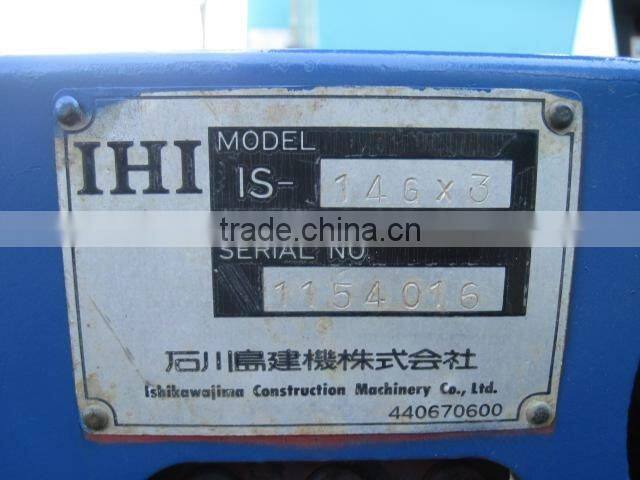 IHI
MODEL
IS- 14GX3
trade.china.cn
SERIAL NO
1154016
石川島建機株式会社
Ishikawajima Construction Machinery Co., Ltd.
440670600